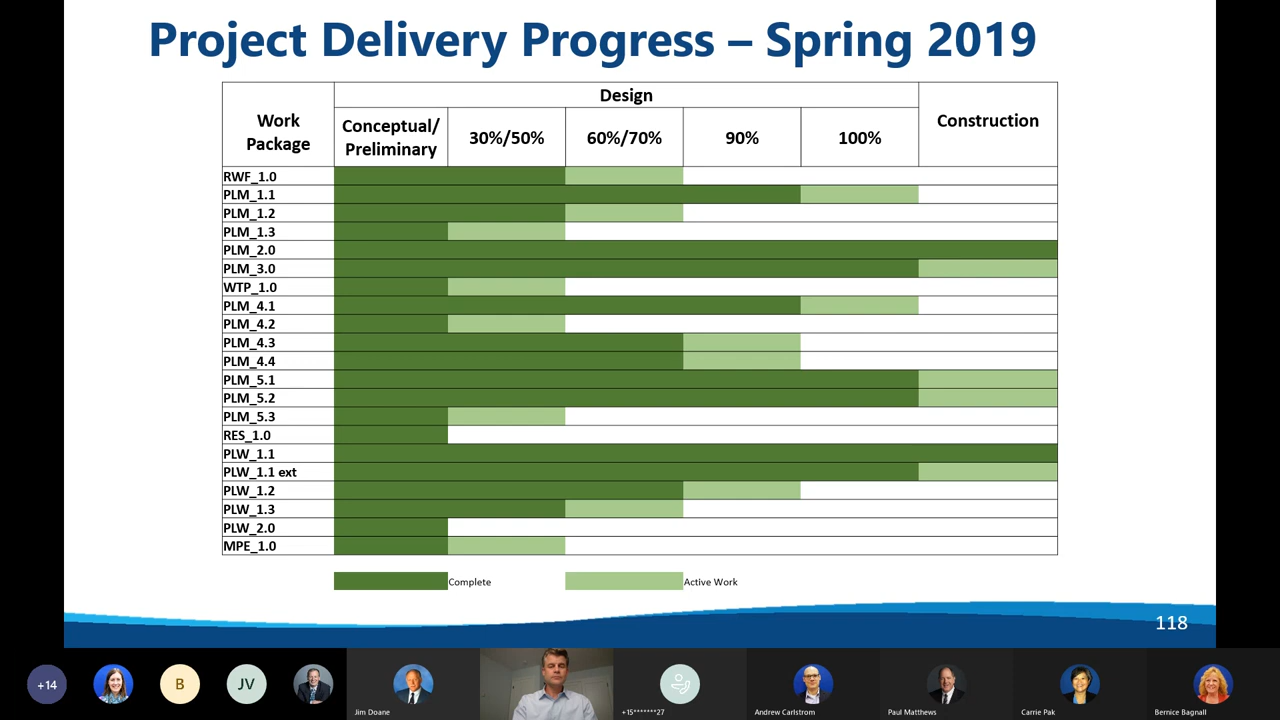 Project Delivery Progress – Spring 2019
Work
Package
Design
Conceptual/
Preliminary
30%/50%
60%/70%
90%
100%
Construction
RWF_1.0
PLM_1.1
PLM_1.2
PLM_1.3
PLM_2.0
PLM_3.0
WTP_1.0
PLM_4.1
PLM_4.2
PLM_4.3
PLM_4.4
PLM_5.1
PLM_5.2
PLM_5.3
RES_1.0
PLW_1.1
PLW_1.1 ext
PLW_1.2
PLW_1.3
PLW_2.0
MPE_1.0
Complete
Active Work
118
+14
B
JV
Jim Doane
+15*******27
Andrew Carlstrom
Paul Matthews
Carrie Pak
Bernice Bagnall